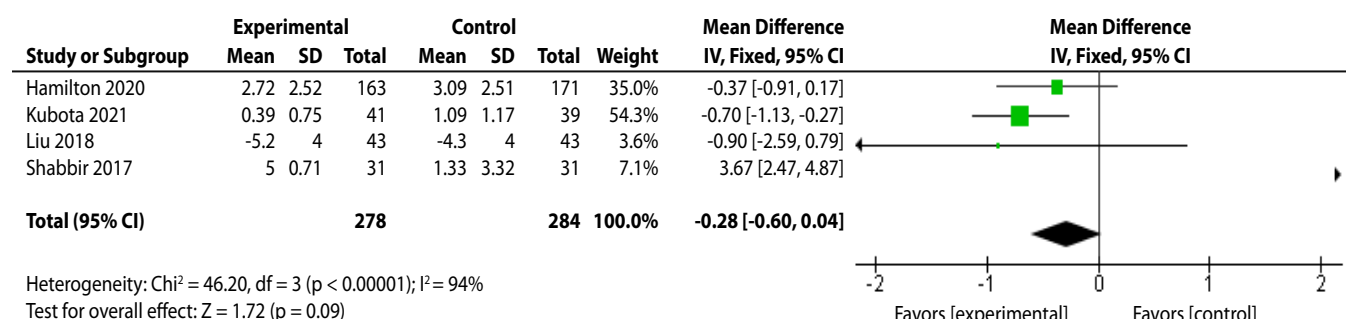 Experimental Control Mean Difference Mean Difference
Study or Subgroup Mean SD Total Mean SD Total Weight IV, Fixed, 95% CI IV, Fixed, 95% CI
Hamilton 2020 2.72 2.52 163 3.09 2.51 171 35.0% -0.37 [-0.91, 0.17]
Kubota 2021 0.39 0.75 41 1.09 1.17 39 54.3% -0.70 [-1.13, -0.27]
Liu 2018 -5.2 4 43 -4.3 4 43 3.6% -0.90 [-2.59, 0.79]
Shabbir 2017 5 0.71 31 1.33 3.32 31 7.1% 3.67 [2.47, 4.87]
Total (95% CI) 278 284 100.0% -0.28 [-0.60, 0.04]
Heterogeneity: Chi² = 46.20, df = 3 (p < 0.00001); I² = 94%
-2 -1 0 1 2
Test for overall effect: Z = 1.72 (p = 0.09)
Favors [experimental] Favors [control]